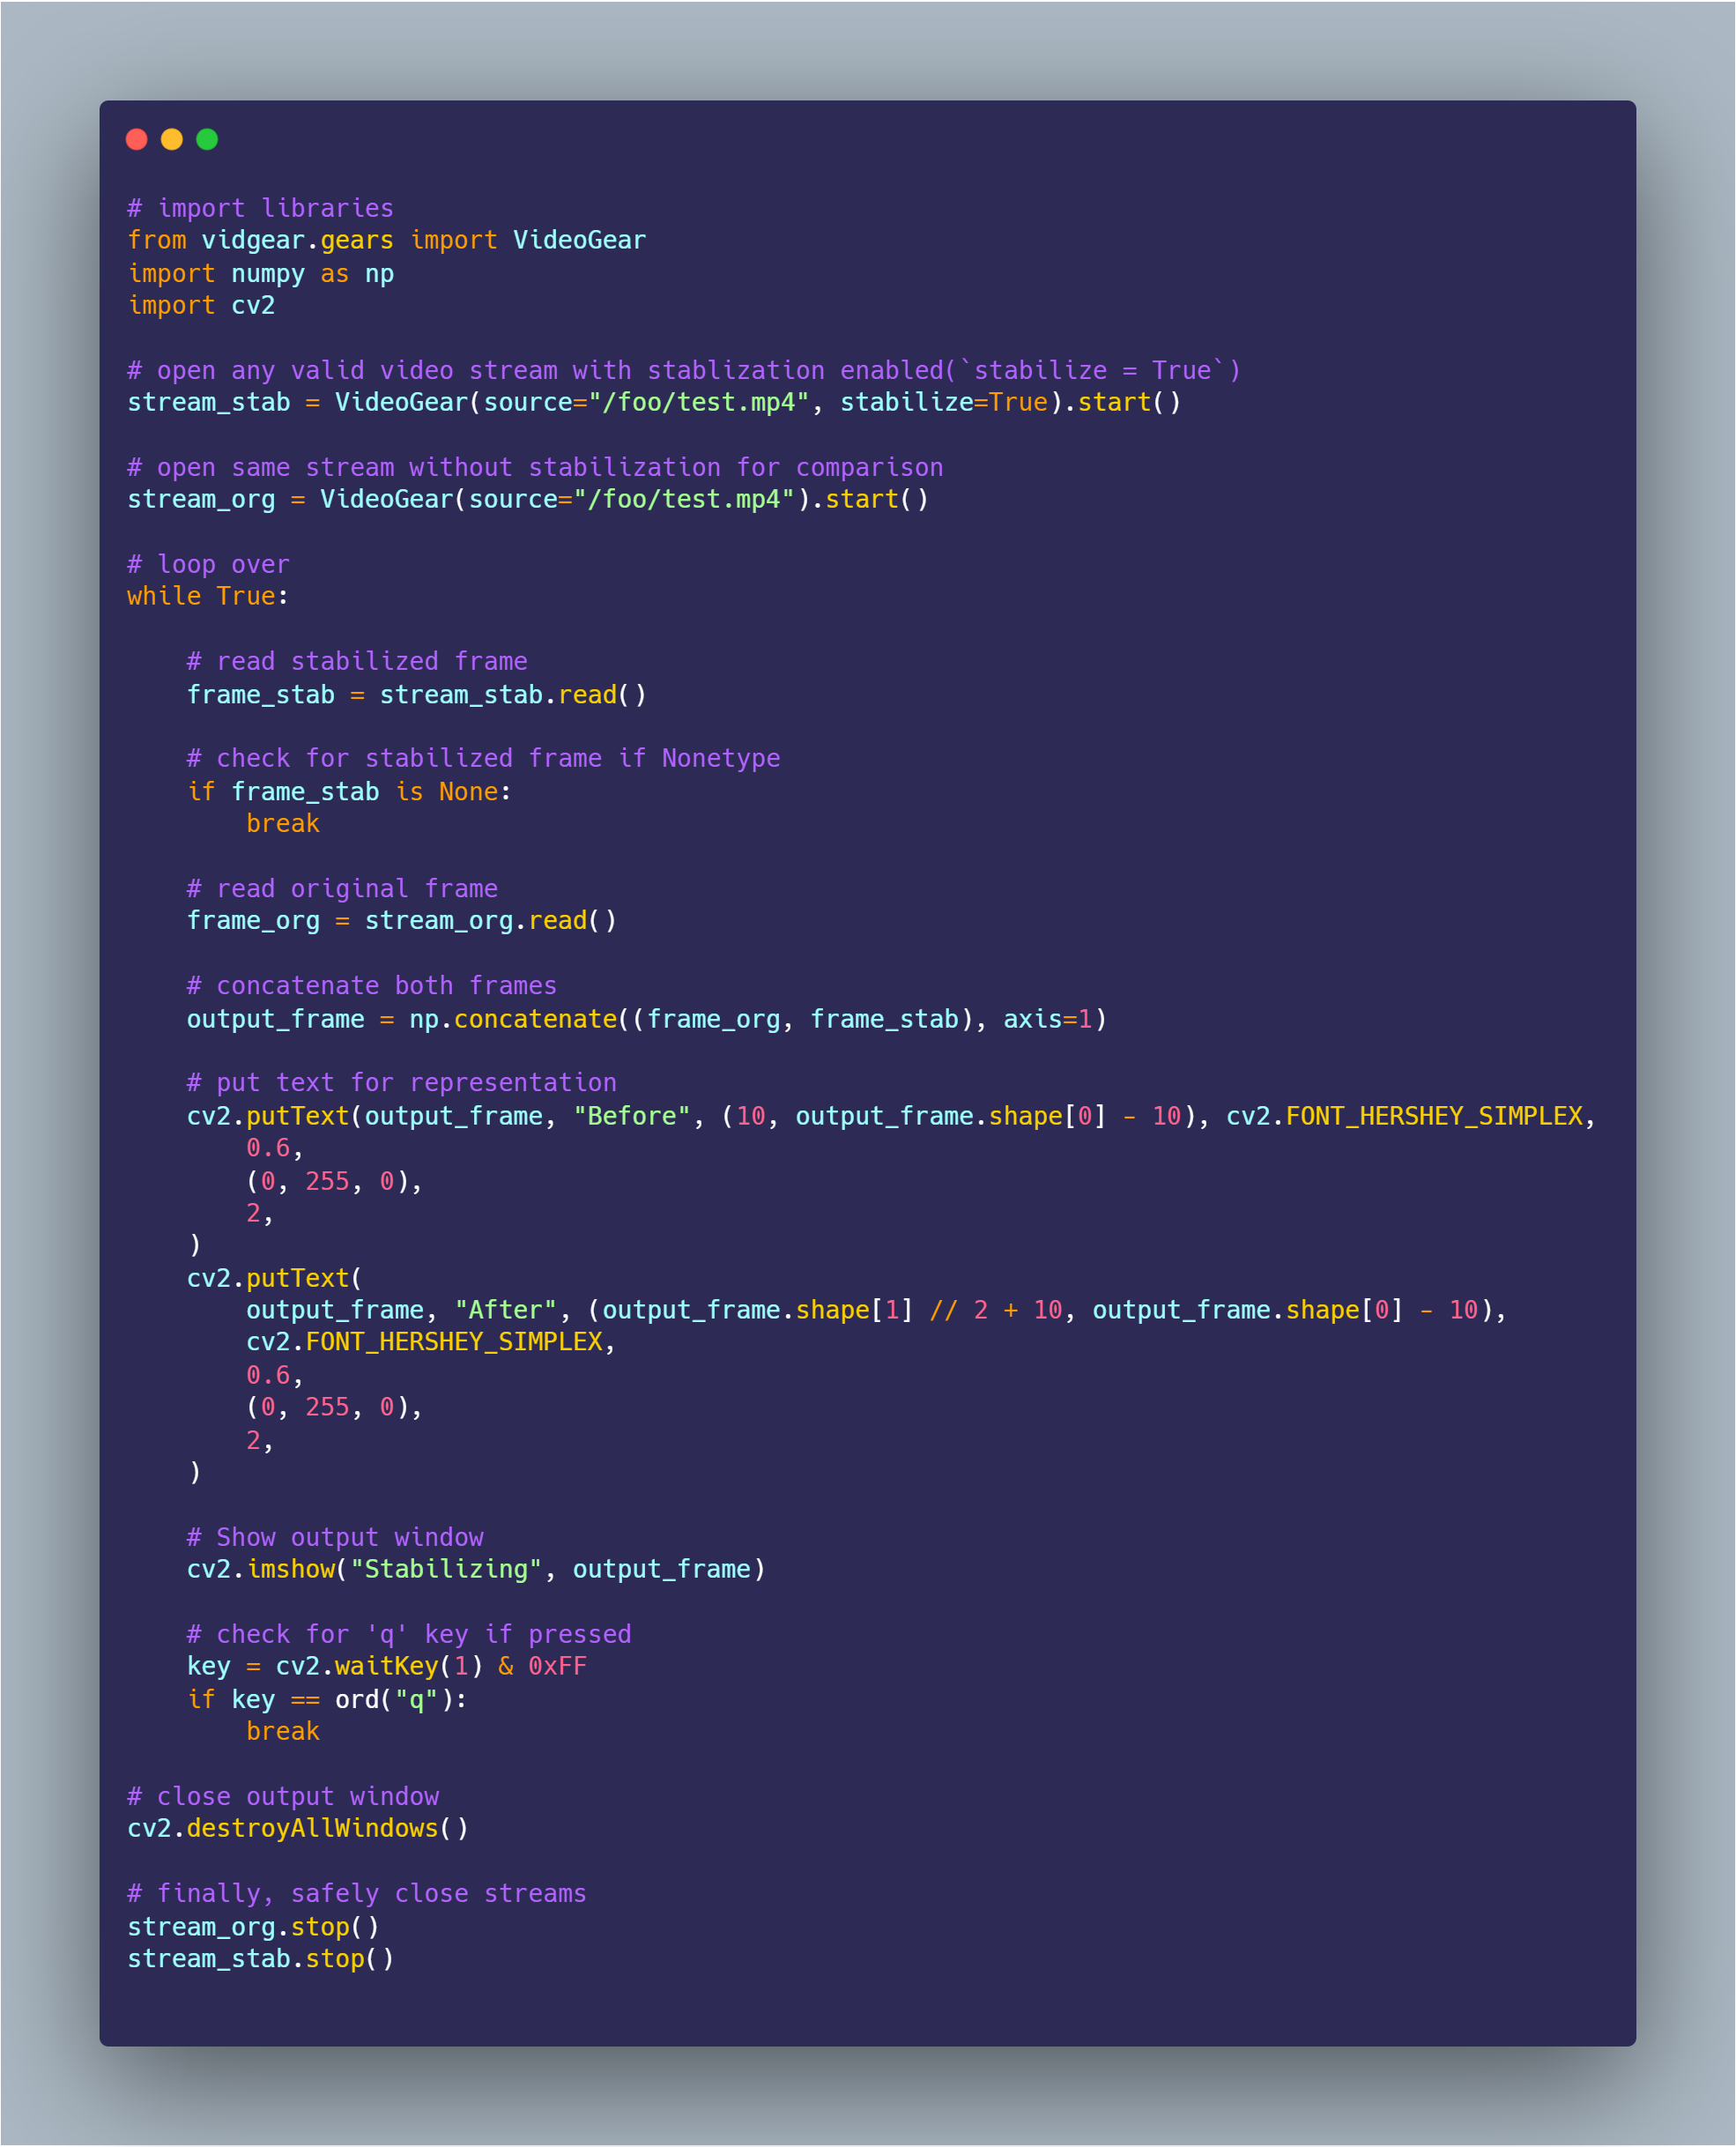 # import libraries
from vidgear.gears import VideoGear
import numpy as np
import cv2

# open any valid video stream with stablization enabled(`stabilize = True`)
stream_stab = VideoGear(source="/foo/test.mp4", stabilize=True).start()

# open same stream without stabilization for comparison
stream_org = VideoGear(source="/foo/test.mp4").start()

# loop over
while True:

    # read stabilized frame
    frame_stab = stream_stab.read()

    # check for stabilized frame if Nonetype
    if frame_stab is None:
        break

    # read original frame
    frame_org = stream_org.read()

    # concatenate both frames
    output_frame = np.concatenate((frame_org, frame_stab), axis=1)

    # put text for representation
    cv2.putText(output_frame, "Before", (10, output_frame.shape[0] - 10), cv2.FONT_HERSHEY_SIMPLEX,
        0.6,
        (0, 255, 0),
        2,
    )
    cv2.putText(
        output_frame, "After", (output_frame.shape[1] // 2 + 10, output_frame.shape[0] - 10),
        cv2.FONT_HERSHEY_SIMPLEX,
        0.6,
        (0, 255, 0),
        2,
    )

    # Show output window
    cv2.imshow("Stabilizing", output_frame)

    # check for 'q' key if pressed
    key = cv2.waitKey(1) & 0xFF
    if key == ord("q"):
        break

# close output window
cv2.destroyAllWindows()

# finally, safely close streams
stream_org.stop()
stream_stab.stop()